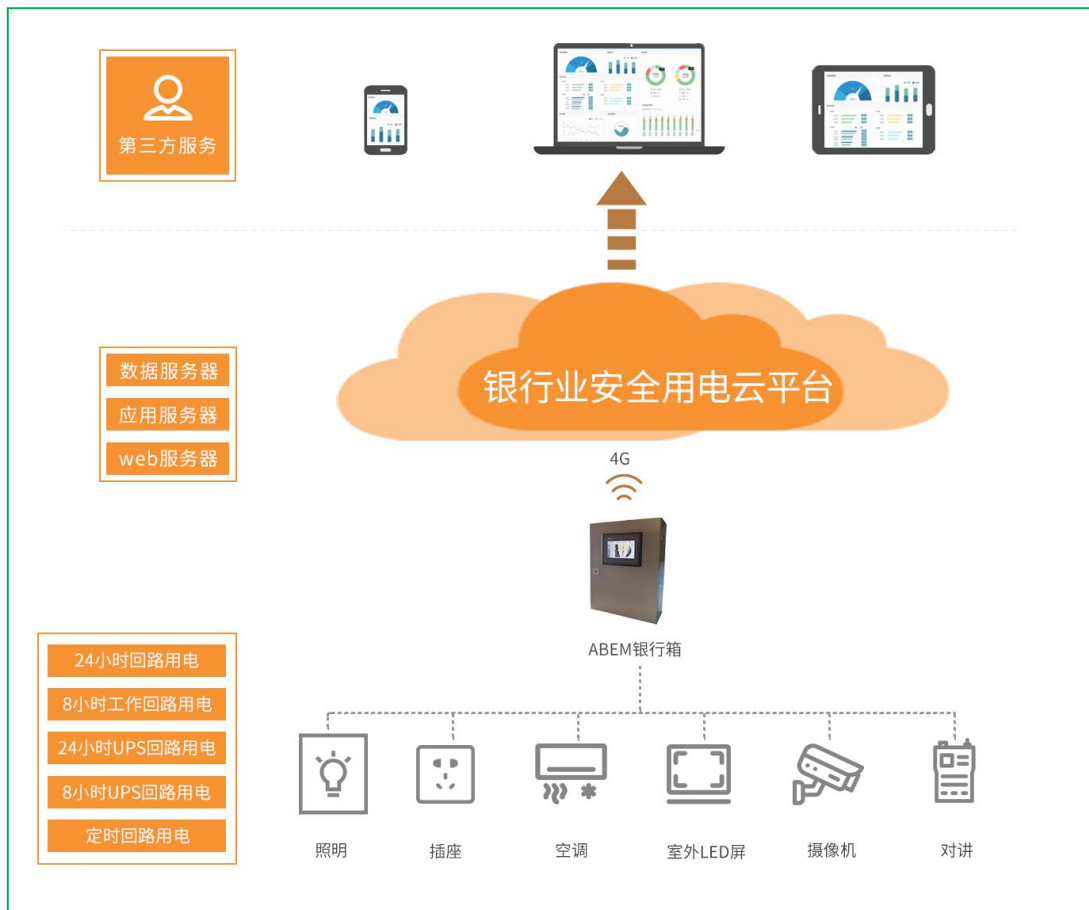 第三方服务
数据服务器
应用服务器
web服务器
银行业安全用电云平台
4G
ABEM银行箱
24小时回路用电
8小时工作回路用电
24小时UPS回路用电
8小时UPS回路用电
定时回路用电
照明
插座
空调
室外LED屏
摄像机
对讲